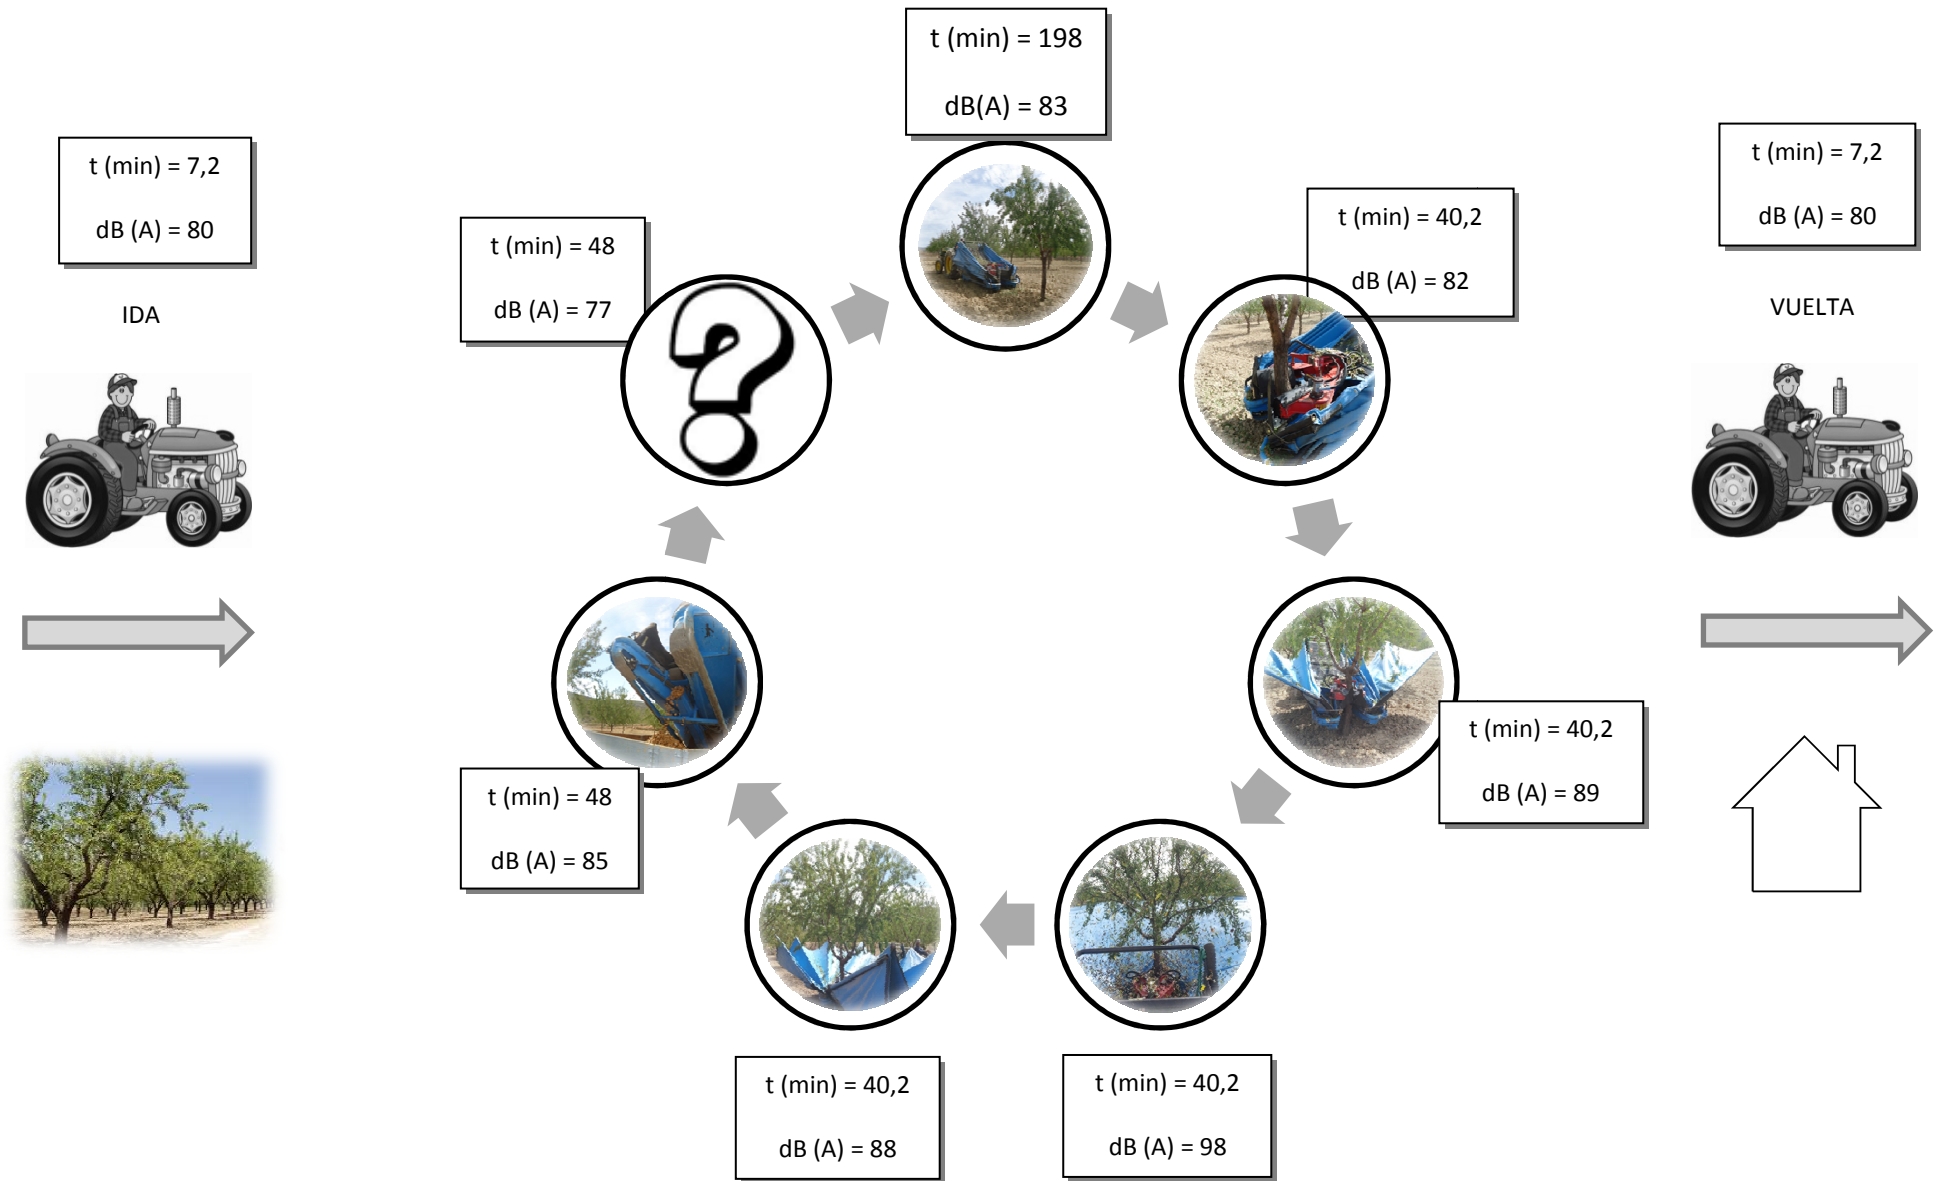 t (min) = 198
dB(A) = 83
t (min) = 7,2
dB (A) = 80
IDA
t (min) = 48
dB (A) = 77
t (min) = 40,2
dB (A) = 82
t (min) = 7,2
dB (A) = 80
VUELTA
t (min) = 40,2
dB (A) = 89
t (min) = 48
dB (A) = 85
t (min) = 40,2
dB (A) = 88
t (min) = 40,2
dB (A) = 98